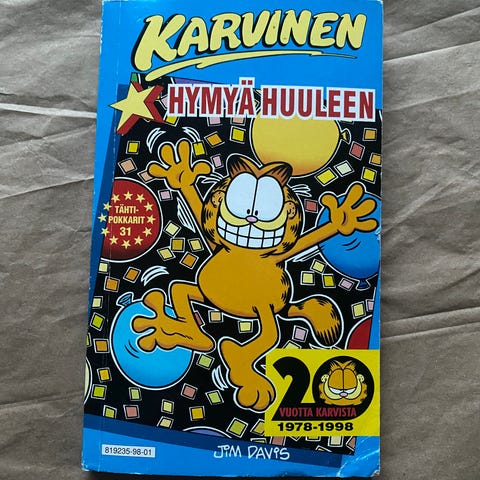 KARVINEN
HYMYÄ HUULEEN
TÄHTI-
POKKARIT
31
20
VUOTTA KARVISTA
1978-1998
819235-98-01
JIM DAVIS